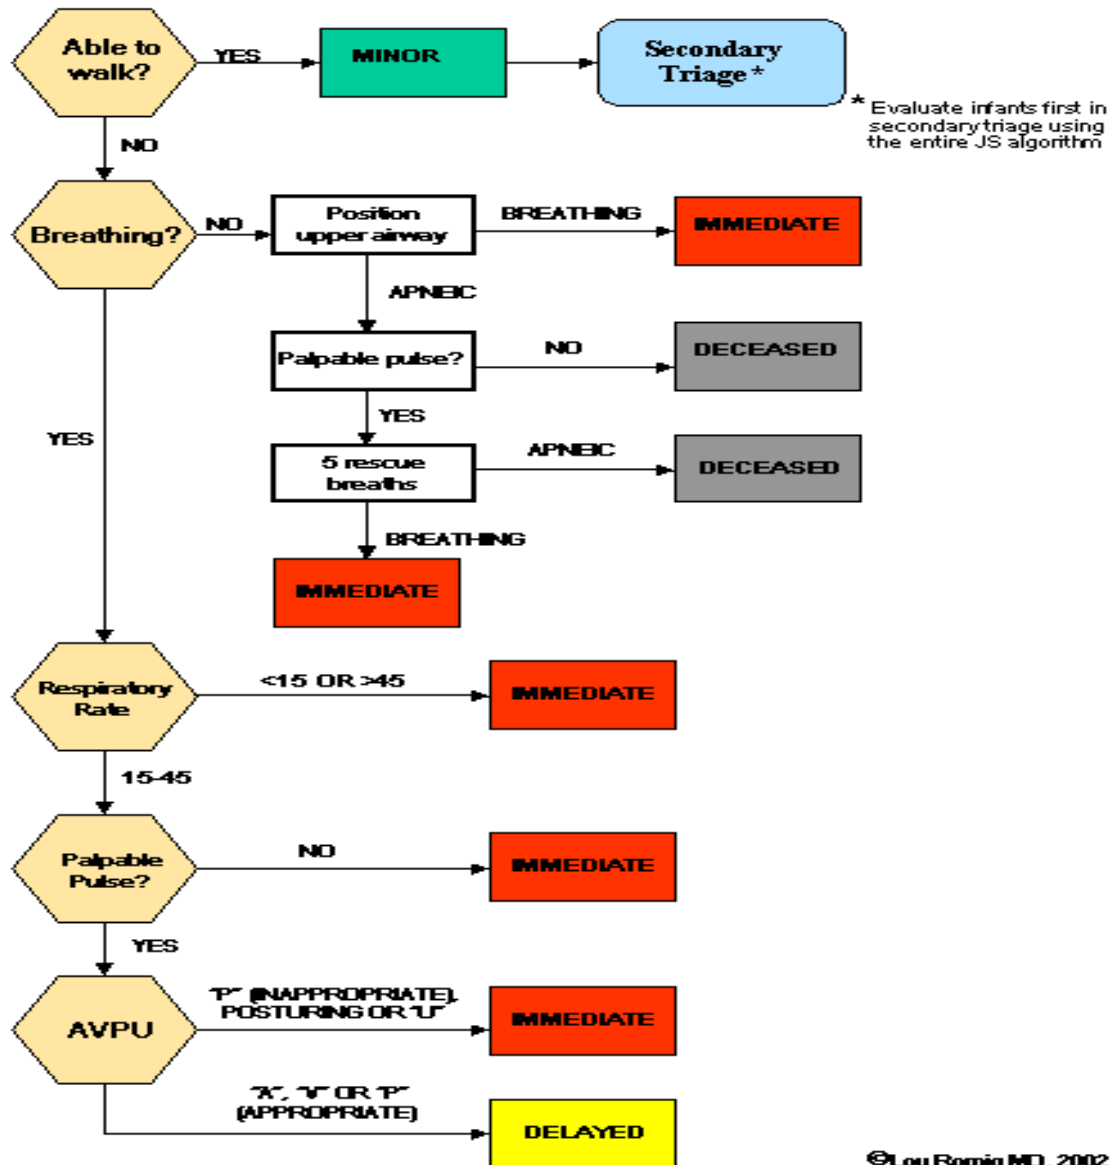 Able to
walk?
YES
MINOR
Secondary
Triage*
* Evaluate infants first in
secondary triage using
the entire JS algorithm
NO
Breathing?
NO
Position
upper airway
BREATHING
IMMEDIATE
APNEIC
Palpable pulse?
NO
DECEASED
YES
YES
5 rescue
breaths
APNEIC
DECEASED
BREATHING
IMMEDIATE
Respiratory
Rate
<15 OR >45
IMMEDIATE
15-45
Palpable
Pulse?
NO
IMMEDIATE
YES
AVPU
"P" (INAPPROPRIATE),
POSTURING OR "U"
IMMEDIATE
"A", "V" OR "P"
(APPROPRIATE)
DELAYED
©Lou Romig MD, 2002